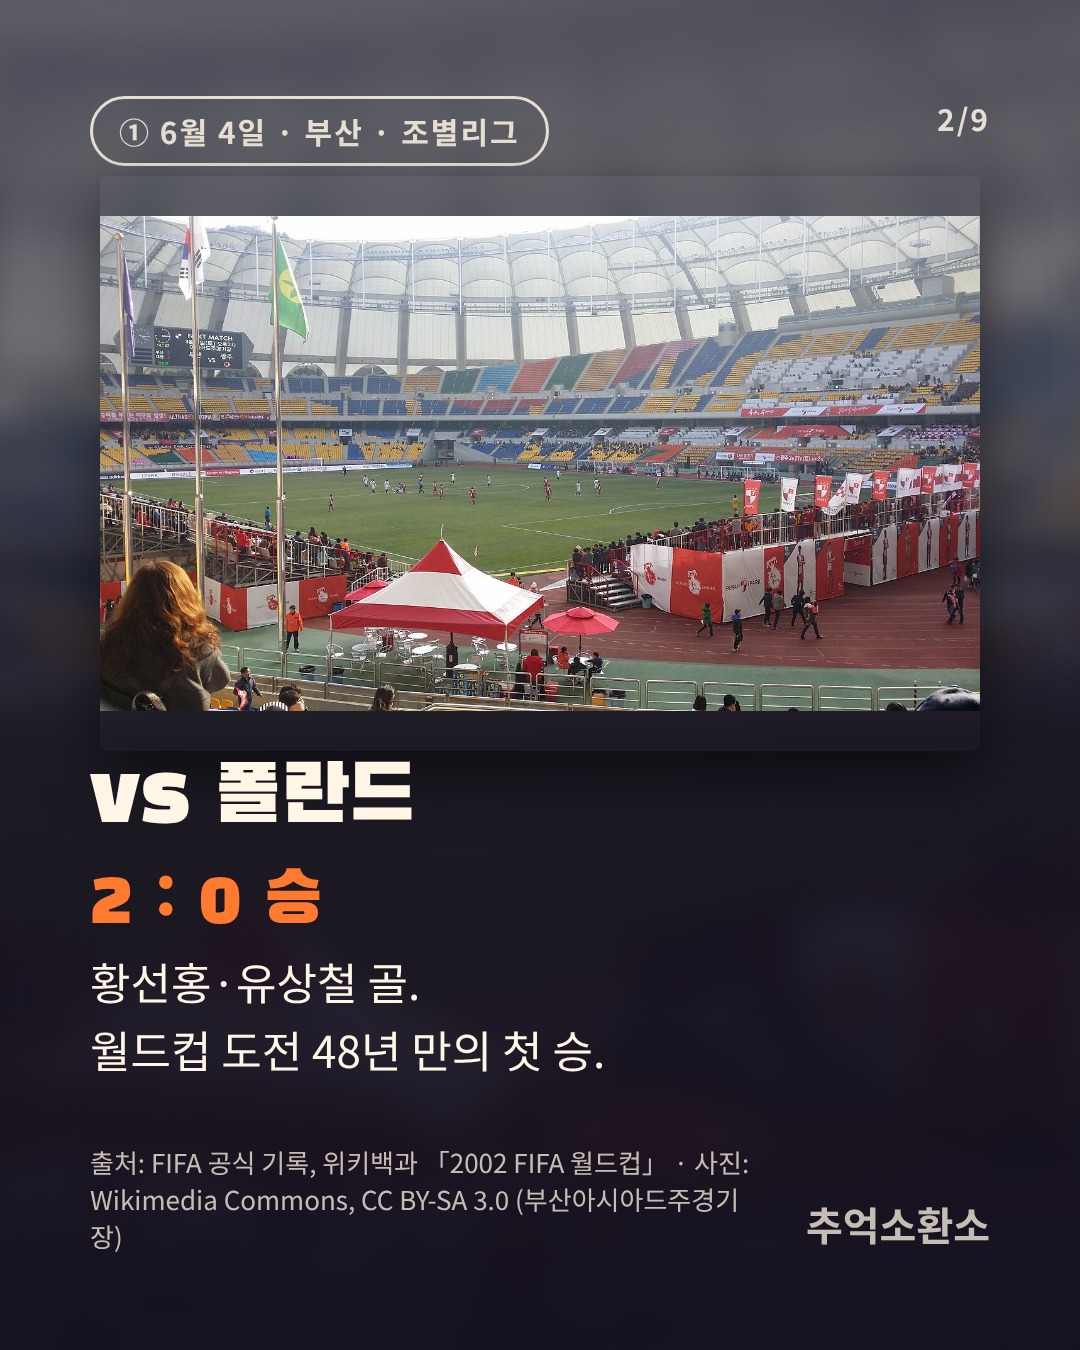 ① 6월 4일 · 부산 · 조별리그
2/9
NEXT MATCH
VS
vs 폴란드
2 : 0 승
황선홍·유상철 골.
월드컵 도전 48년 만의 첫 승.
출처: FIFA 공식 기록, 위키백과 「2002 FIFA 월드컵」 · 사진:
Wikimedia Commons, CC BY-SA 3.0 (부산아시아드주경기
장)
추억소환소